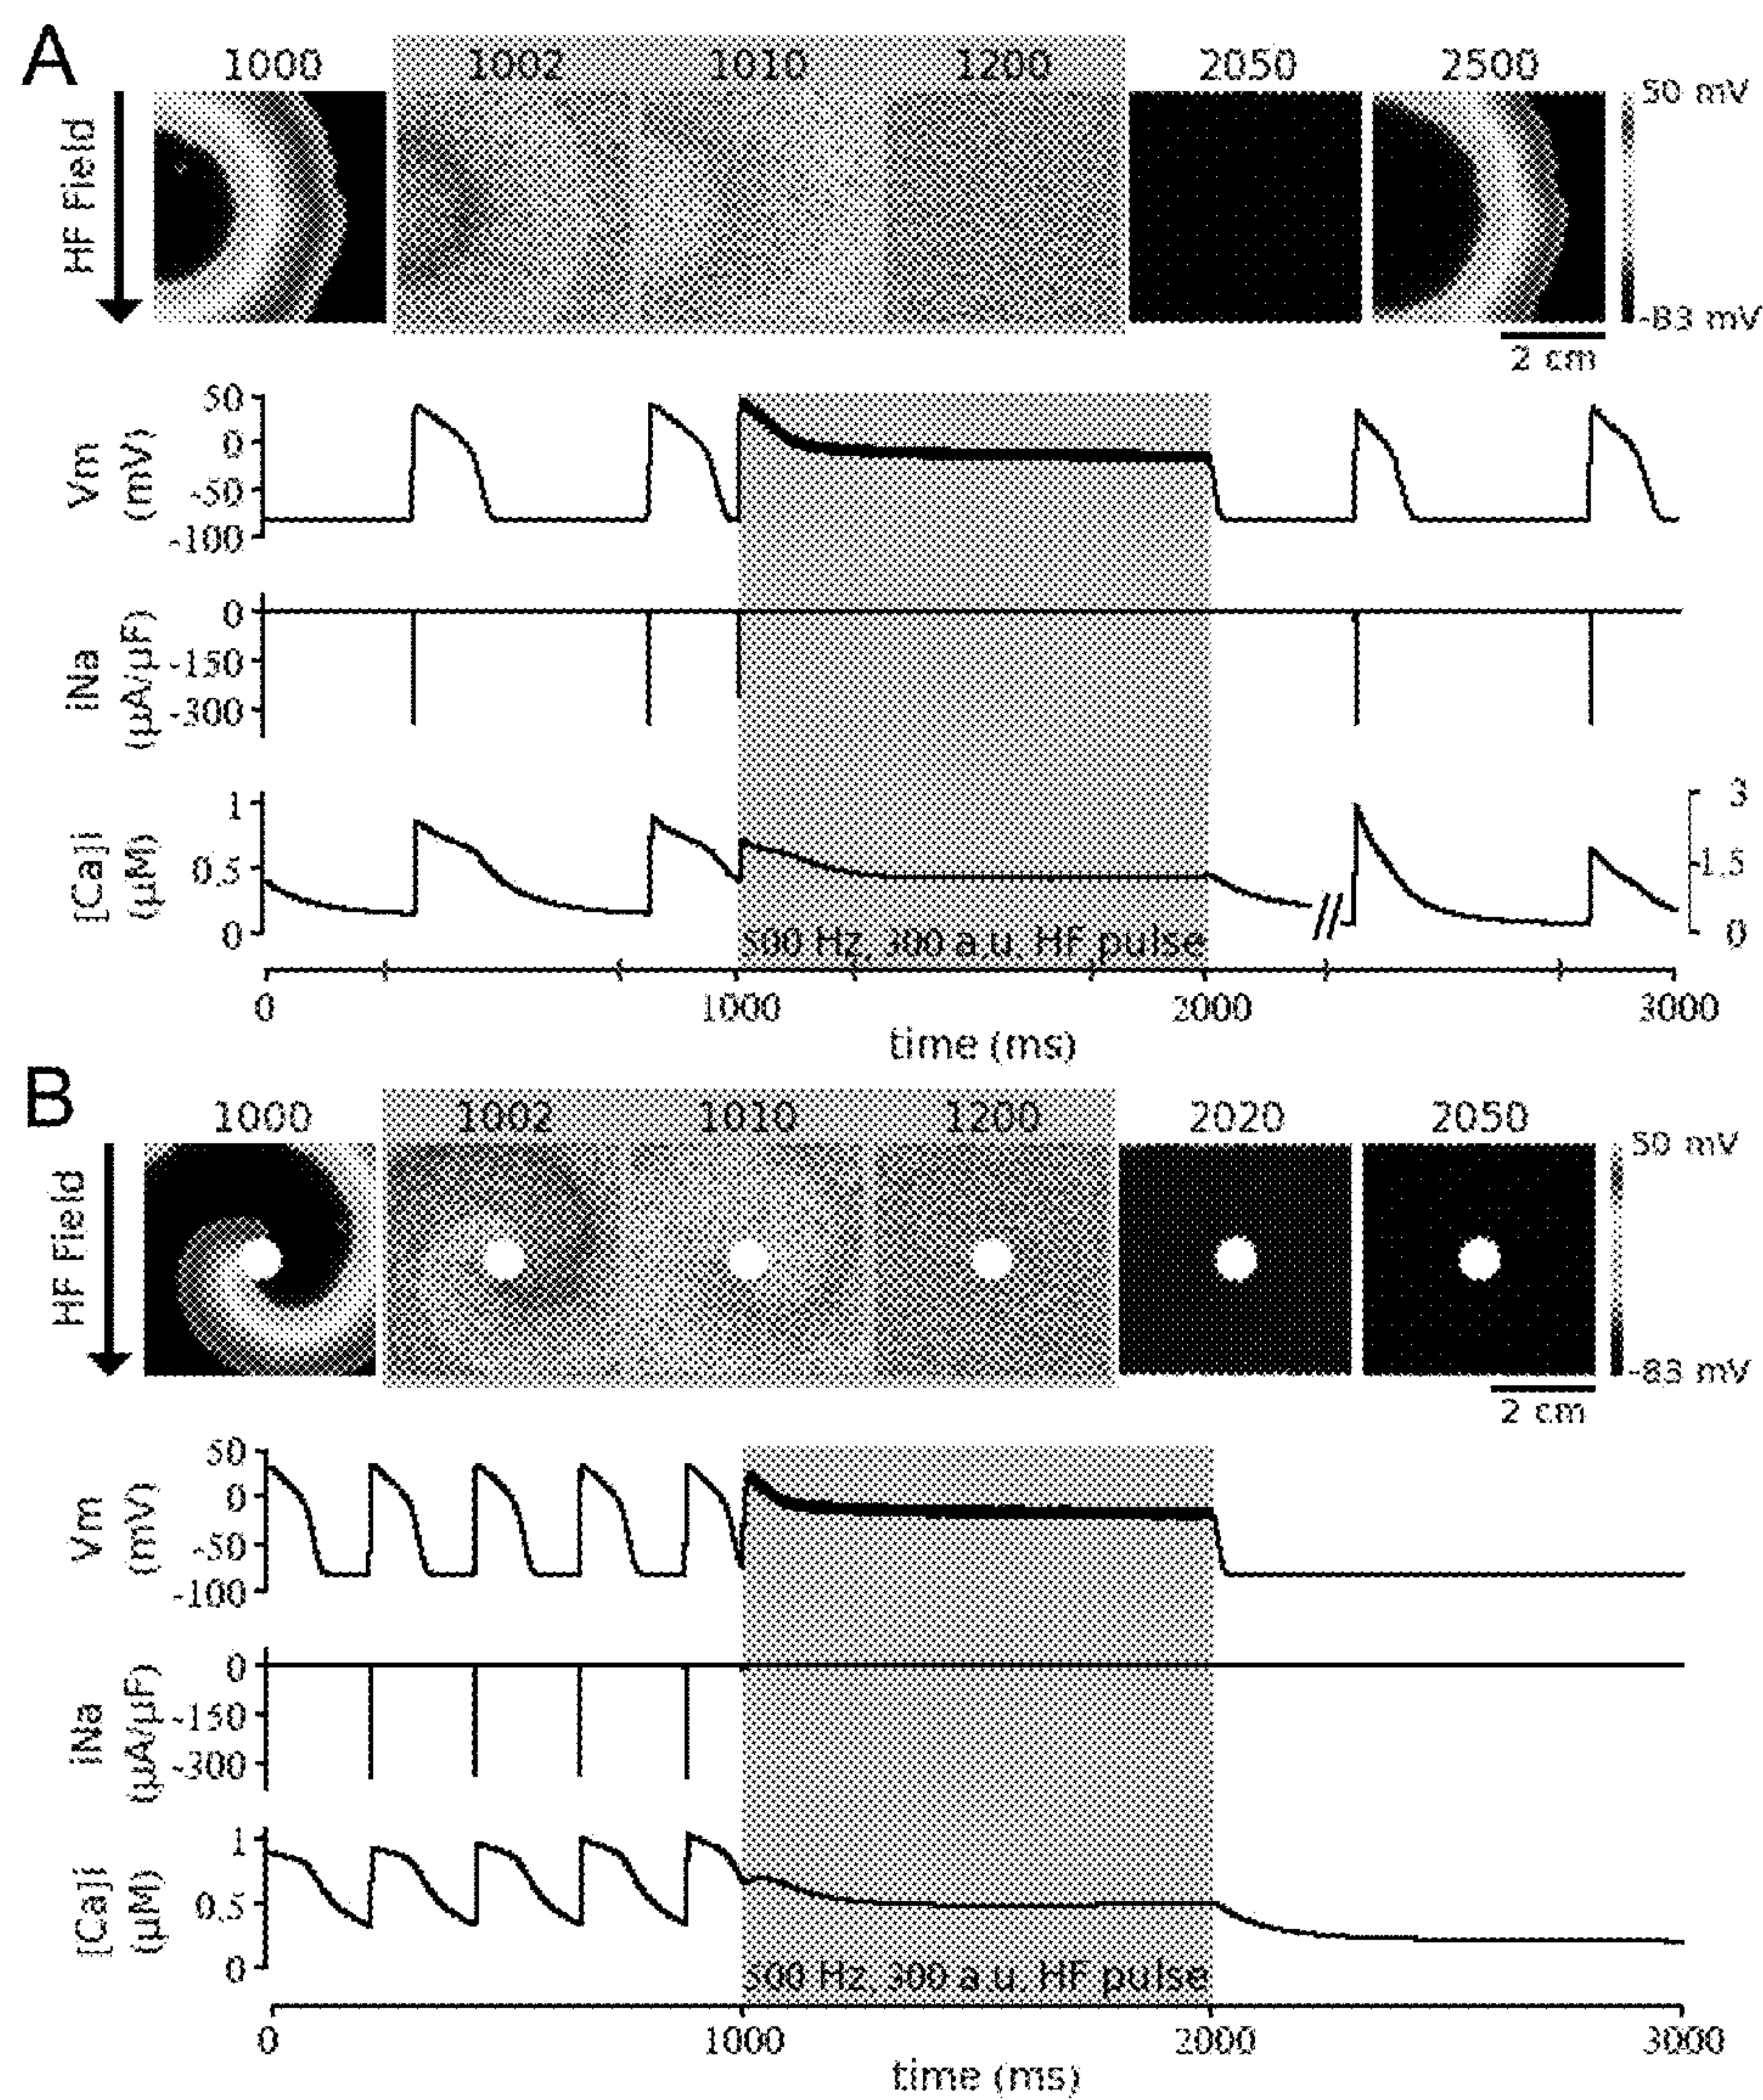 A
1000 1002 1010 1200 2050 2500
50 mV
HF Field
-83 mV
2 cm
50
0
-50
-100
Vm
(mV)
0
-150
-300
iNa
(µA/µF)
1
0.5
0
[Ca]i
(µM)
3
1.5
0
500 Hz, 300 a.u. HF pulse
0 1000 2000 3000
time (ms)
B
1000 1002 1010 1200 2020 2050
50 mV
HF Field
-83 mV
2 cm
50
0
-50
-100
Vm
(mV)
0
-150
-300
iNa
(µA/µF)
1
0.5
0
[Ca]i
(µM)
500 Hz, 300 a.u. HF pulse
0 1000 2000 3000
time (ms)